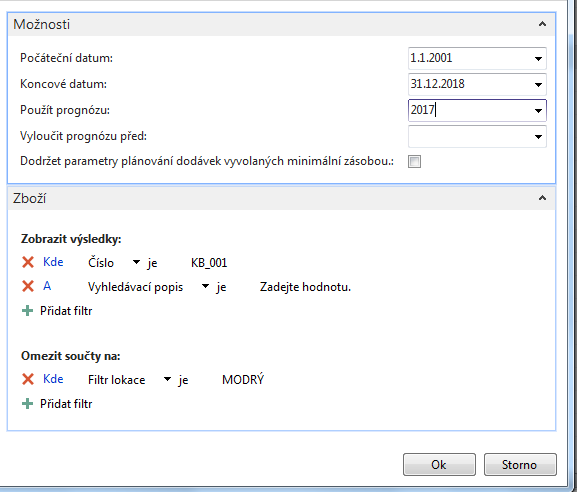 Možnosti
Počáteční datum: 1.1.2001
Koncové datum: 31.12.2018
Použít prognózu: 2017
Vyloučit prognózu před:
Dodržet parametry plánování dodávek vyvolaných minimální zásobou.:
Zboží
Zobrazit výsledky:
Kde Číslo je KB_001
A Vyhledávací popis je Zadejte hodnotu.
Přidat filtr
Omezit součty na:
Kde Filtr lokace je MODRÝ
Přidat filtr
Ok Storno